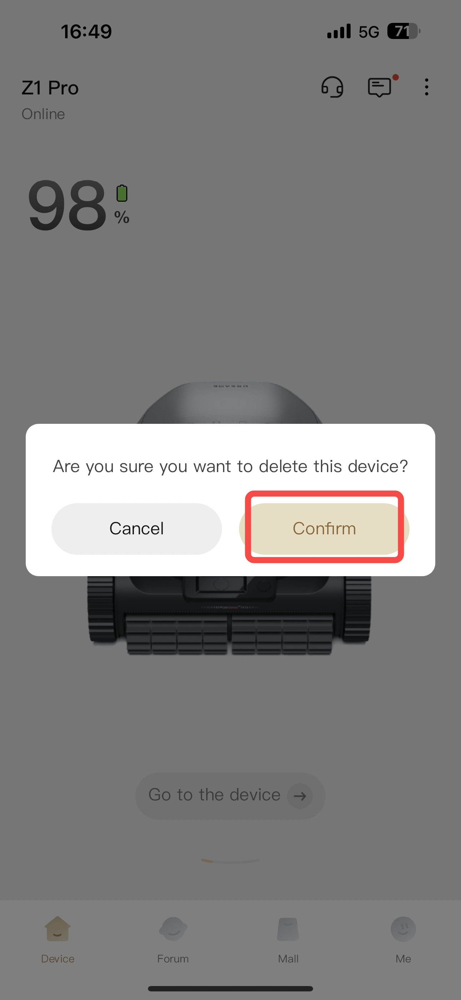 16:49
5G
71
Z1 Pro
Online
98
%
DREAME
Are you sure you want to delete this device?
Cancel
Confirm
Go to the device
Device
Forum
Mall
Me